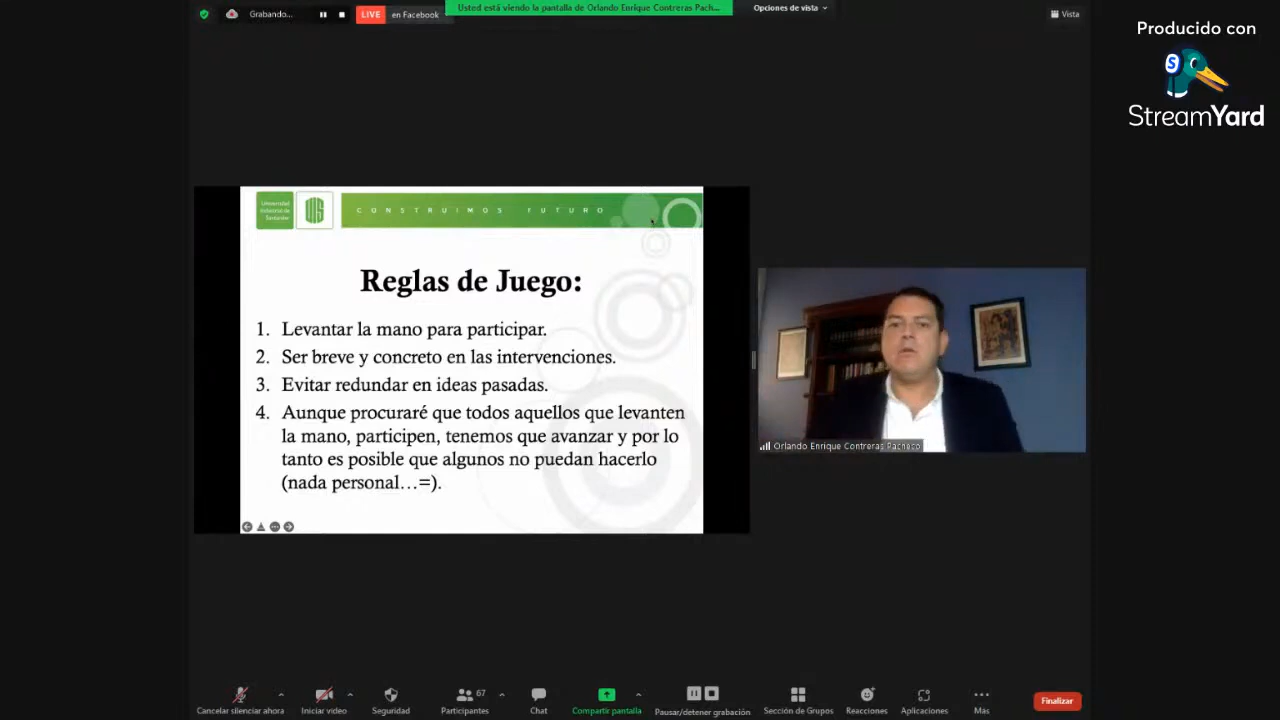 Grabando...
LIVE
en Facebook
Usted está viendo la pantalla de Orlando Enrique Contreras Pach...
Opciones de vista
Vista
Producido con
StreamYard
Universidad
Industrial de
Santander
UIS
CONSTRUIMOS FUTURO
Reglas de Juego:
1. Levantar la mano para participar.
2. Ser breve y concreto en las intervenciones.
3. Evitar redundar en ideas pasadas.
4. Aunque procuraré que todos aquellos que levanten
la mano, participen, tenemos que avanzar y por lo
tanto es posible que algunos no puedan hacerlo
(nada personal…=).
Orlando Enrique Contreras Pacheco
Cancelar silenciar ahora
Iniciar video
Seguridad
67
Participantes
Chat
Compartir pantalla
Pausar/detener grabación
Sección de Grupos
Reacciones
Aplicaciones
Más
Finalizar